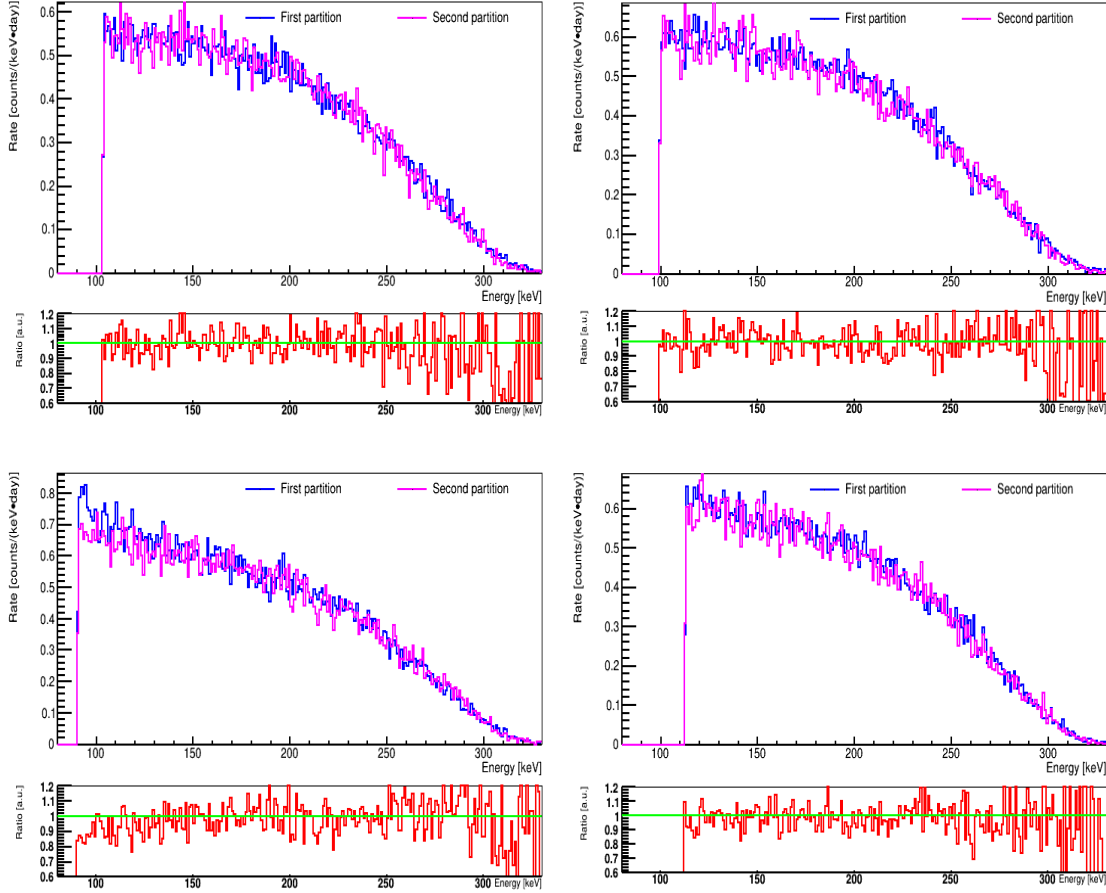 First partition Second partition
Rate [counts/(keV•day)]
0.6
0.5
0.4
0.3
0.2
0.1
0
100 150 200 250 300
Energy [keV]
Ratio [a.u.]
1.2
1.1
1
0.9
0.8
0.7
0.6
100 150 200 250 300 Energy [keV]
First partition Second partition
Rate [counts/(keV•day)]
0.6
0.5
0.4
0.3
0.2
0.1
0
100 150 200 250 300
Energy [keV]
Ratio [a.u.]
1.2
1.1
1
0.9
0.8
0.7
0.6
100 150 200 250 300 Energy [keV]
First partition Second partition
Rate [counts/(keV•day)]
0.8
0.7
0.6
0.5
0.4
0.3
0.2
0.1
0
100 150 200 250 300
Energy [keV]
Ratio [a.u.]
1.2
1.1
1
0.9
0.8
0.7
0.6
100 150 200 250 300 Energy [keV]
First partition Second partition
Rate [counts/(keV•day)]
0.6
0.5
0.4
0.3
0.2
0.1
0
100 150 200 250 300
Energy [keV]
Ratio [a.u.]
1.2
1.1
1
0.9
0.8
0.7
0.6
100 150 200 250 300 Energy [keV]